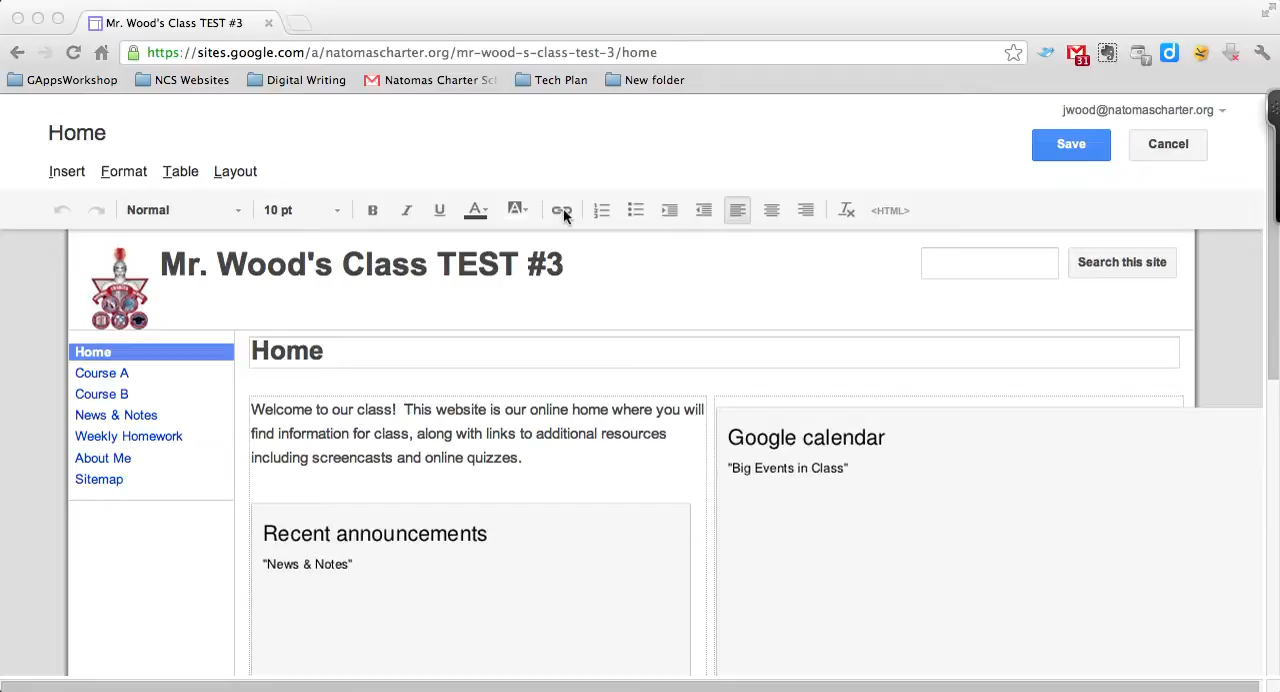 Mr. Wood's Class TEST #3
https://sites.google.com/a/natomascharter.org/mr-wood-s-class-test-3/home
31
7
GAppsWorkshop NCS Websites Digital Writing Natomas Charter Sc Tech Plan New folder
jwood@natomascharter.org
Home
Save Cancel
Insert Format Table Layout
Normal 10 pt B I U A A <HTML>
Mr. Wood's Class TEST #3
Search this site
Home
Course A
Course B
News & Notes
Weekly Homework
About Me
Sitemap
Home
Welcome to our class! This website is our online home where you will
find information for class, along with links to additional resources
including screencasts and online quizzes.
Recent announcements
"News & Notes"
Google calendar
"Big Events in Class"